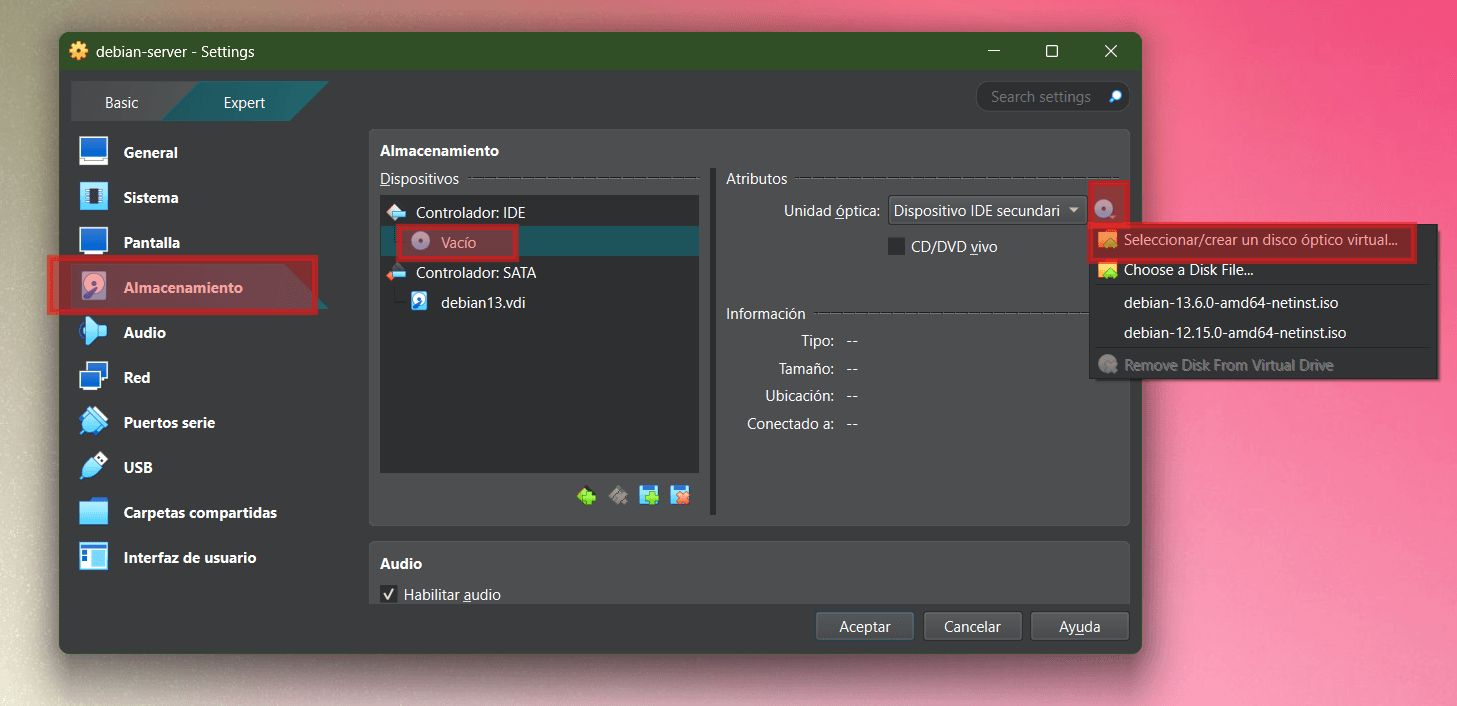 debian-server - Settings
Basic
Expert
Search settings
General
Sistema
Pantalla
Almacenamiento
Audio
Red
Puertos serie
USB
Carpetas compartidas
Interfaz de usuario
Almacenamiento
Dispositivos
Controlador: IDE
Vacío
Controlador: SATA
debian13.vdi
Atributos
Unidad óptica: Dispositivo IDE secundari
CD/DVD vivo
Información
Tipo: --
Tamaño: --
Ubicación: --
Conectado a: --
Seleccionar/crear un disco óptico virtual...
Choose a Disk File...
debian-13.6.0-amd64-netinst.iso
debian-12.15.0-amd64-netinst.iso
Remove Disk From Virtual Drive
Audio
Habilitar audio
Aceptar
Cancelar
Ayuda